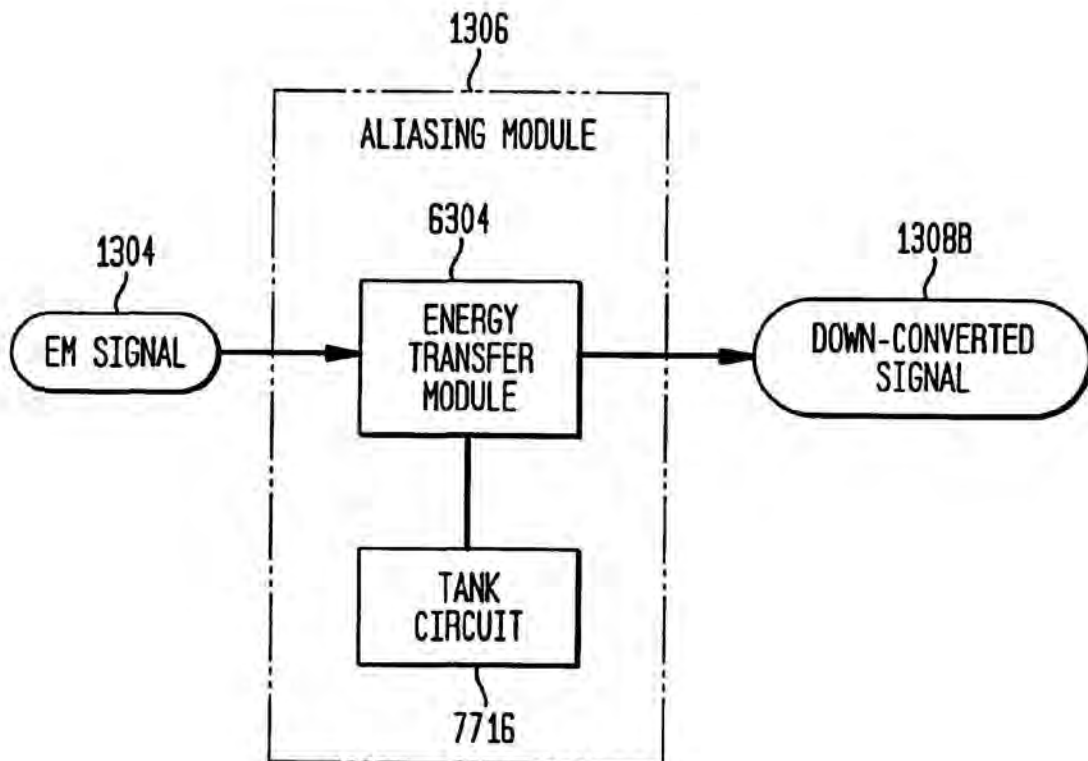 1306
ALIASING MODULE
6304
1304
1308B
EM SIGNAL
ENERGY
TRANSFER
MODULE
DOWN-CONVERTED
SIGNAL
TANK
CIRCUIT
7716